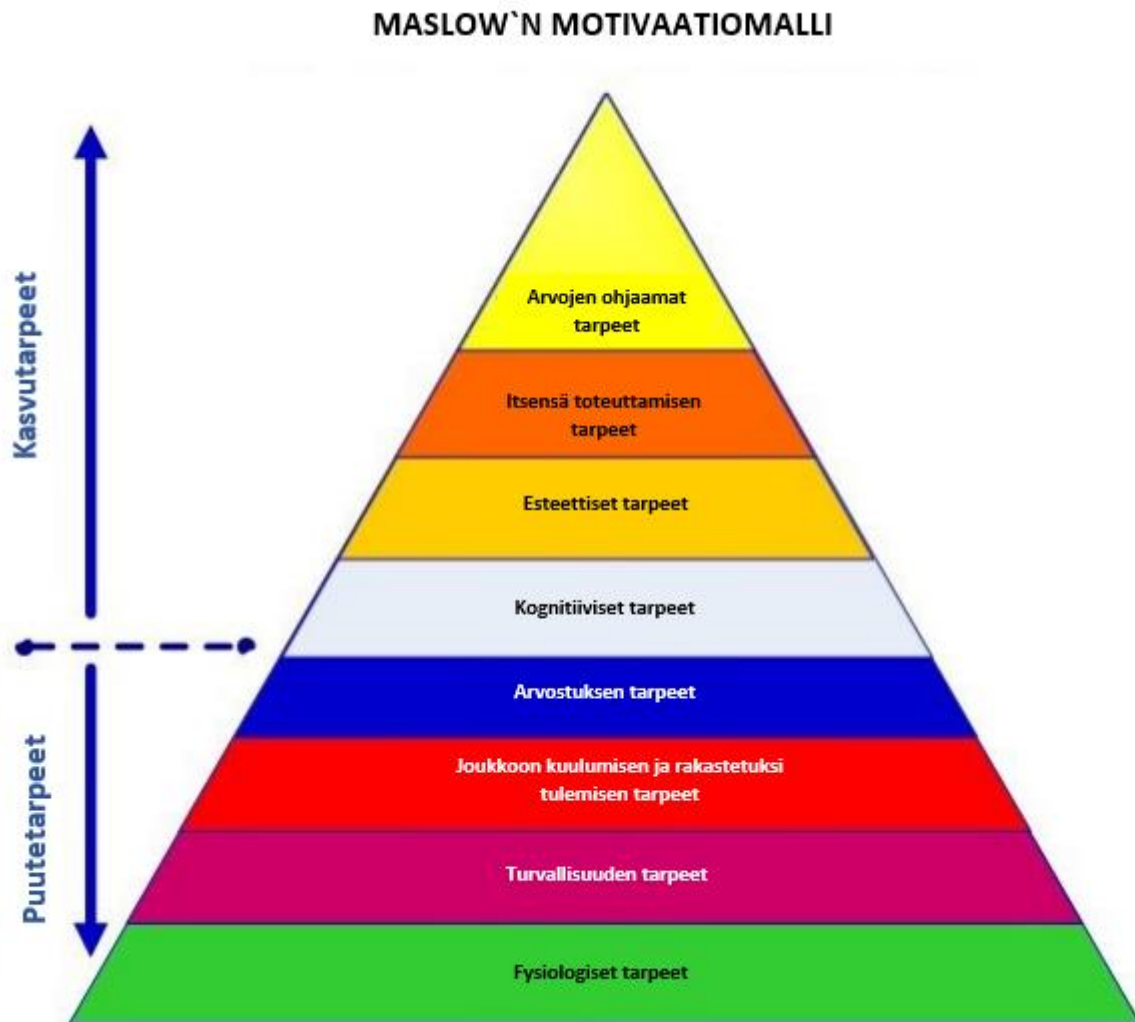 MASLOW`N MOTIVAATIOMALLI
Kasvutarpeet
Puutetarpeet
Arvojen ohjaamat
tarpeet
Itsensä toteuttamisen
tarpeet
Esteettiset tarpeet
Kognitiiviset tarpeet
Arvostuksen tarpeet
Joukkoon kuulumisen ja rakastetuksi
tulemisen tarpeet
Turvallisuuden tarpeet
Fysiologiset tarpeet